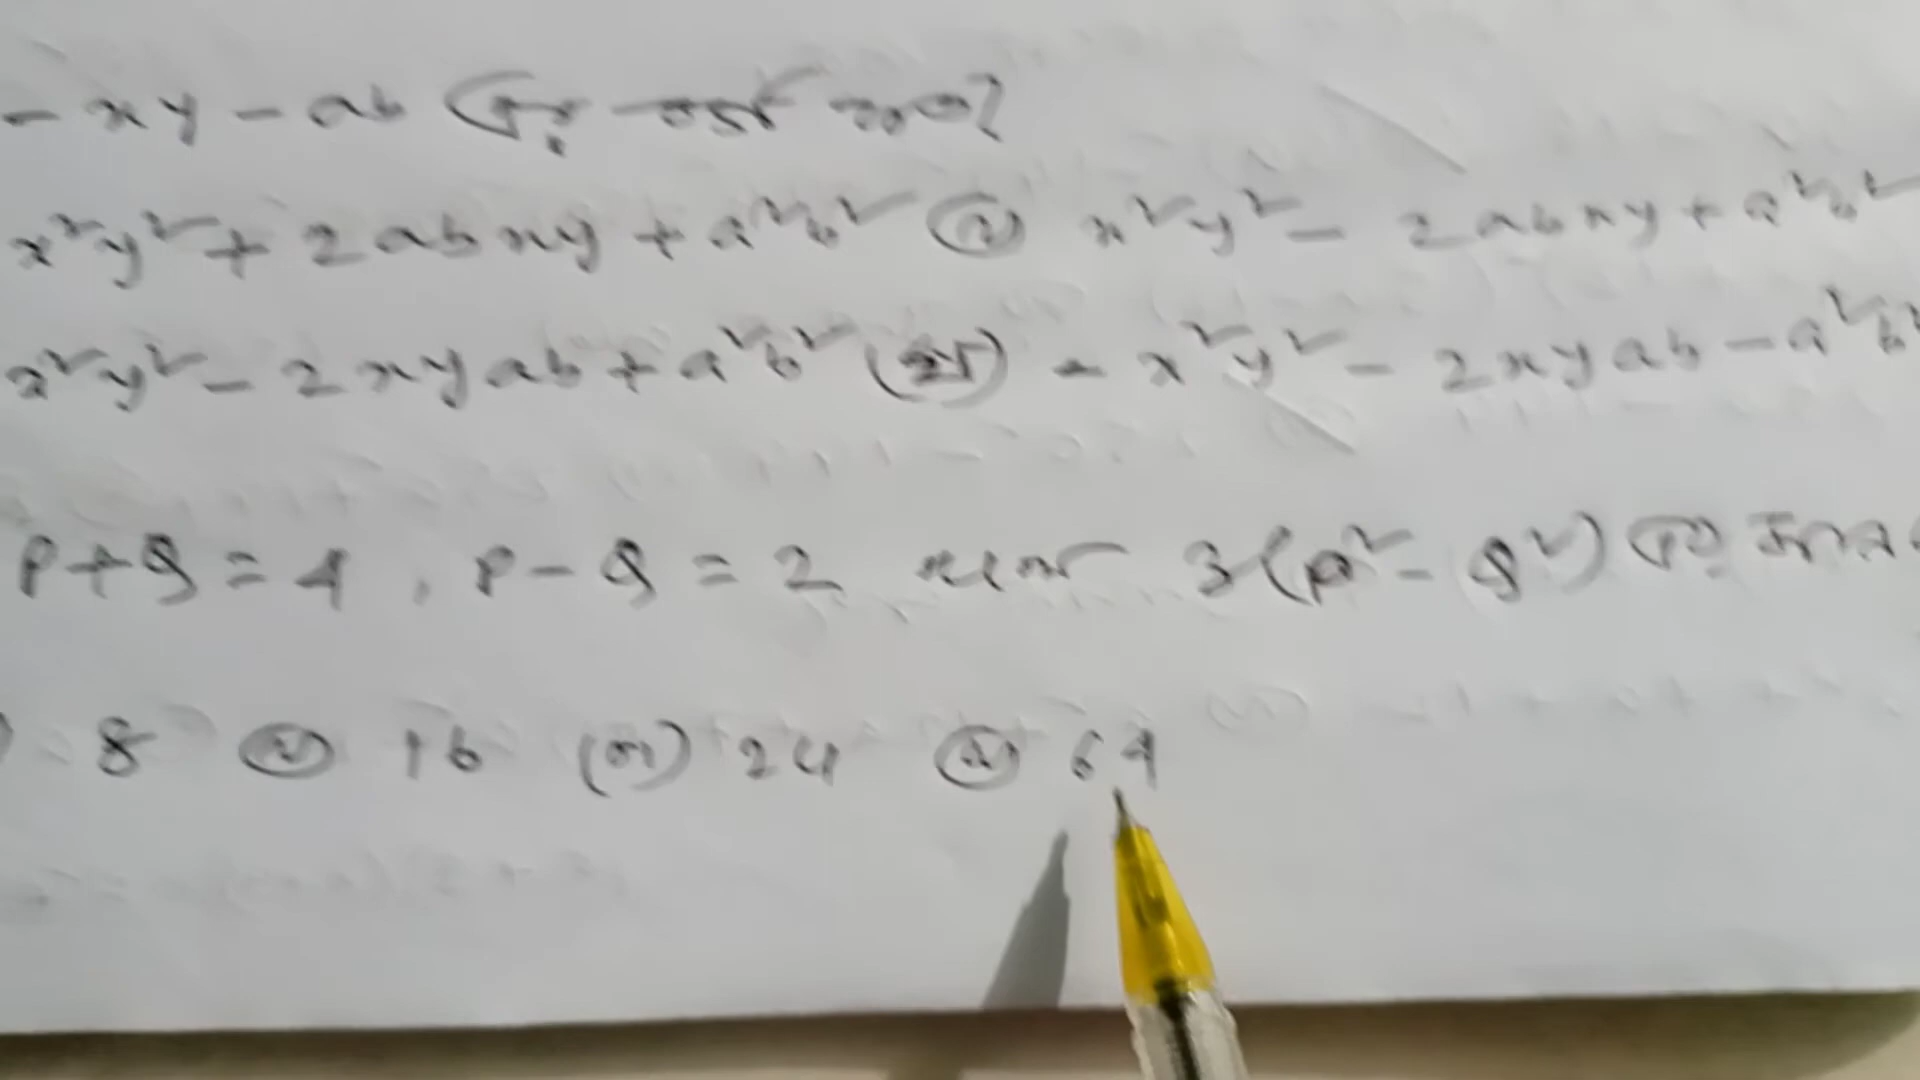 - xy - ab এর বর্গ কত?
x²y² + 2abxy + a²b² (খ) x²y² - 2abxy + a²b²
x²y² - 2xyab + a²b² (ঘ) - x²y² - 2xyab - a²b²
P+Q = 4, P-Q = 2 হলে 3(P²- Q²) এর মান
8 (খ) 16 (গ) 24 (ঘ) 64